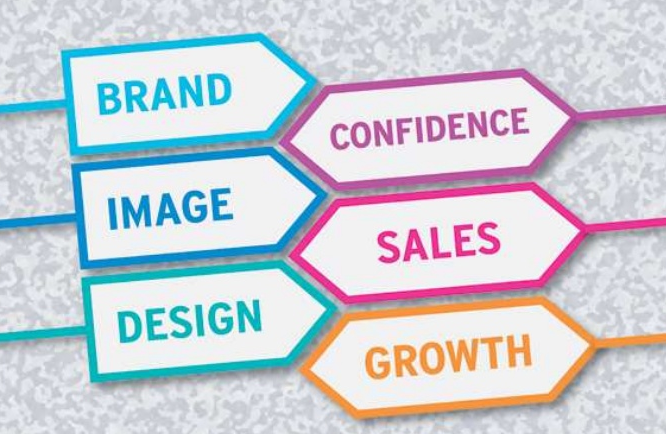 BRAND
CONFIDENCE
IMAGE
SALES
DESIGN
GROWTH